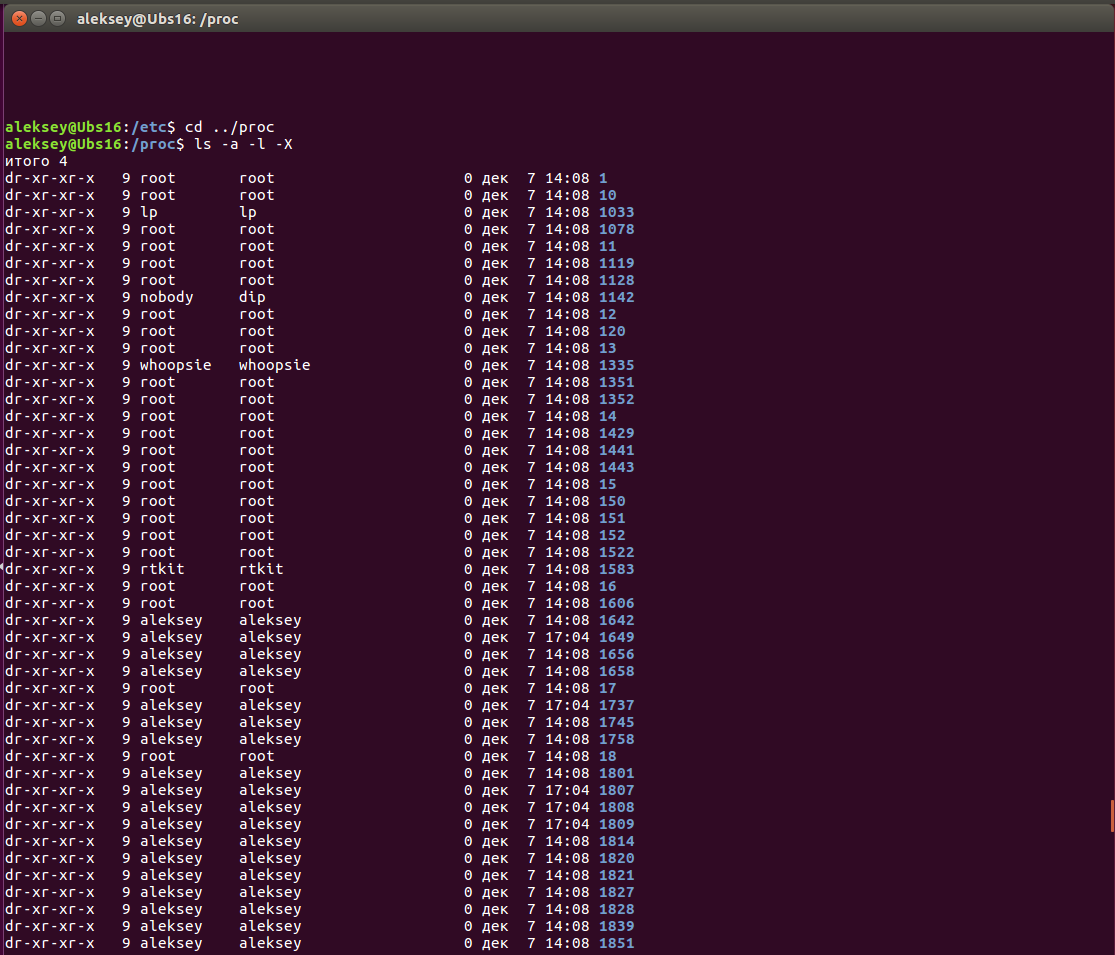 aleksey@Ubs16: /proc
aleksey@Ubs16:/etc$ cd ../proc
aleksey@Ubs16:/proc$ ls -a -l -X
итого 4
dr-xr-xr-x   9 root       root                     0 дек  7 14:08 1
dr-xr-xr-x   9 root       root                     0 дек  7 14:08 10
dr-xr-xr-x   9 lp         lp                       0 дек  7 14:08 1033
dr-xr-xr-x   9 root       root                     0 дек  7 14:08 1078
dr-xr-xr-x   9 root       root                     0 дек  7 14:08 11
dr-xr-xr-x   9 root       root                     0 дек  7 14:08 1119
dr-xr-xr-x   9 root       root                     0 дек  7 14:08 1128
dr-xr-xr-x   9 nobody     dip                      0 дек  7 14:08 1142
dr-xr-xr-x   9 root       root                     0 дек  7 14:08 12
dr-xr-xr-x   9 root       root                     0 дек  7 14:08 120
dr-xr-xr-x   9 root       root                     0 дек  7 14:08 13
dr-xr-xr-x   9 whoopsie   whoopsie                 0 дек  7 14:08 1335
dr-xr-xr-x   9 root       root                     0 дек  7 14:08 1351
dr-xr-xr-x   9 root       root                     0 дек  7 14:08 1352
dr-xr-xr-x   9 root       root                     0 дек  7 14:08 14
dr-xr-xr-x   9 root       root                     0 дек  7 14:08 1429
dr-xr-xr-x   9 root       root                     0 дек  7 14:08 1441
dr-xr-xr-x   9 root       root                     0 дек  7 14:08 1443
dr-xr-xr-x   9 root       root                     0 дек  7 14:08 15
dr-xr-xr-x   9 root       root                     0 дек  7 14:08 150
dr-xr-xr-x   9 root       root                     0 дек  7 14:08 151
dr-xr-xr-x   9 root       root                     0 дек  7 14:08 152
dr-xr-xr-x   9 root       root                     0 дек  7 14:08 1522
dr-xr-xr-x   9 rtkit      rtkit                    0 дек  7 14:08 1583
dr-xr-xr-x   9 root       root                     0 дек  7 14:08 16
dr-xr-xr-x   9 root       root                     0 дек  7 14:08 1606
dr-xr-xr-x   9 aleksey    aleksey                  0 дек  7 14:08 1642
dr-xr-xr-x   9 aleksey    aleksey                  0 дек  7 17:04 1649
dr-xr-xr-x   9 aleksey    aleksey                  0 дек  7 14:08 1656
dr-xr-xr-x   9 aleksey    aleksey                  0 дек  7 14:08 1658
dr-xr-xr-x   9 root       root                     0 дек  7 14:08 17
dr-xr-xr-x   9 aleksey    aleksey                  0 дек  7 17:04 1737
dr-xr-xr-x   9 aleksey    aleksey                  0 дек  7 14:08 1745
dr-xr-xr-x   9 aleksey    aleksey                  0 дек  7 14:08 1758
dr-xr-xr-x   9 root       root                     0 дек  7 14:08 18
dr-xr-xr-x   9 aleksey    aleksey                  0 дек  7 14:08 1801
dr-xr-xr-x   9 aleksey    aleksey                  0 дек  7 17:04 1807
dr-xr-xr-x   9 aleksey    aleksey                  0 дек  7 17:04 1808
dr-xr-xr-x   9 aleksey    aleksey                  0 дек  7 17:04 1809
dr-xr-xr-x   9 aleksey    aleksey                  0 дек  7 14:08 1814
dr-xr-xr-x   9 aleksey    aleksey                  0 дек  7 14:08 1820
dr-xr-xr-x   9 aleksey    aleksey                  0 дек  7 14:08 1821
dr-xr-xr-x   9 aleksey    aleksey                  0 дек  7 14:08 1827
dr-xr-xr-x   9 aleksey    aleksey                  0 дек  7 14:08 1828
dr-xr-xr-x   9 aleksey    aleksey                  0 дек  7 14:08 1839
dr-xr-xr-x   9 aleksey    aleksey                  0 дек  7 14:08 1851